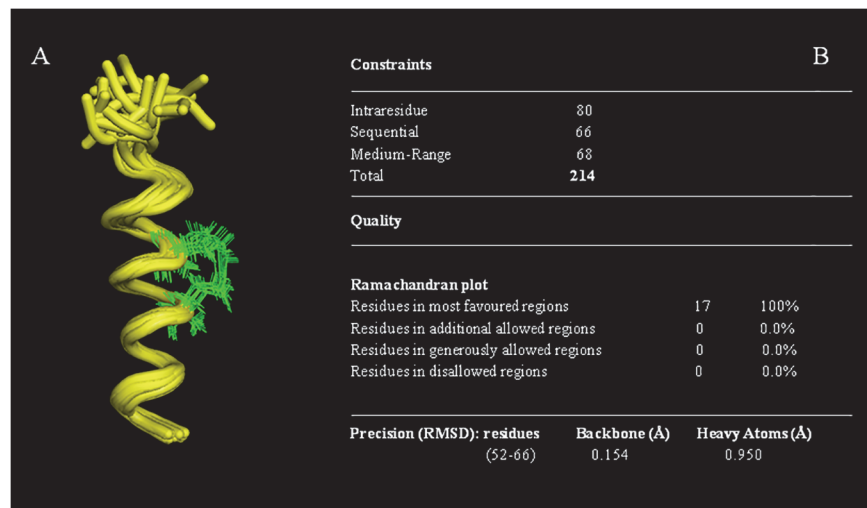 A
B
Constraints
Intraresidue 80
Sequential 66
Medium-Range 68
Total 214
Quality
Ramachandran plot
Residues in most favoured regions 17 100%
Residues in additional allowed regions 0 0.0%
Residues in generously allowed regions 0 0.0%
Residues in disallowed regions 0 0.0%
Precision (RMSD): residues Backbone (Å) Heavy Atoms (Å)
(52-66) 0.154 0.950